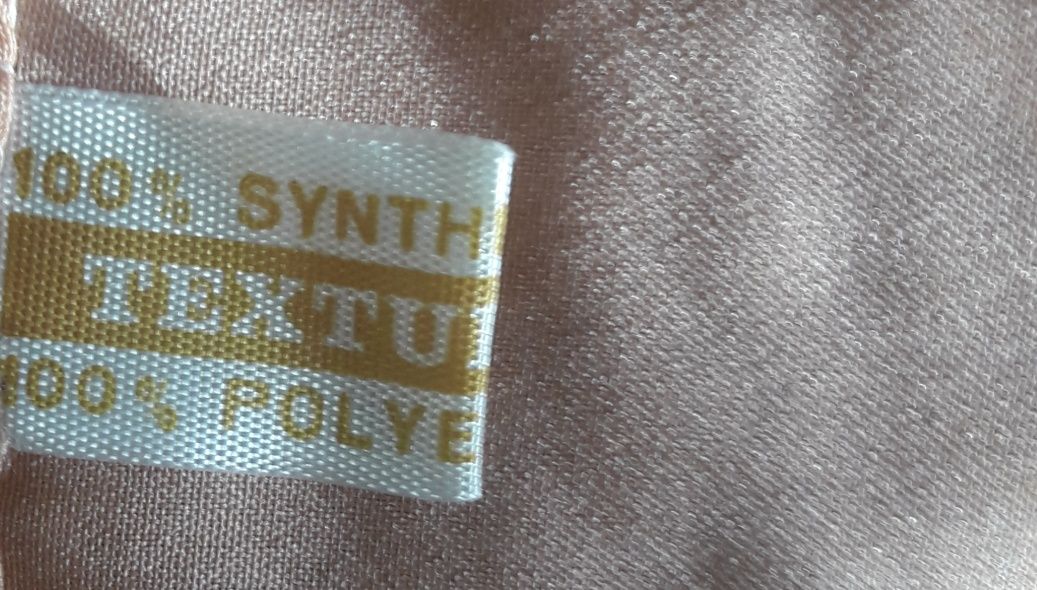 100% SYNTH
TEXTU
100% POLYE